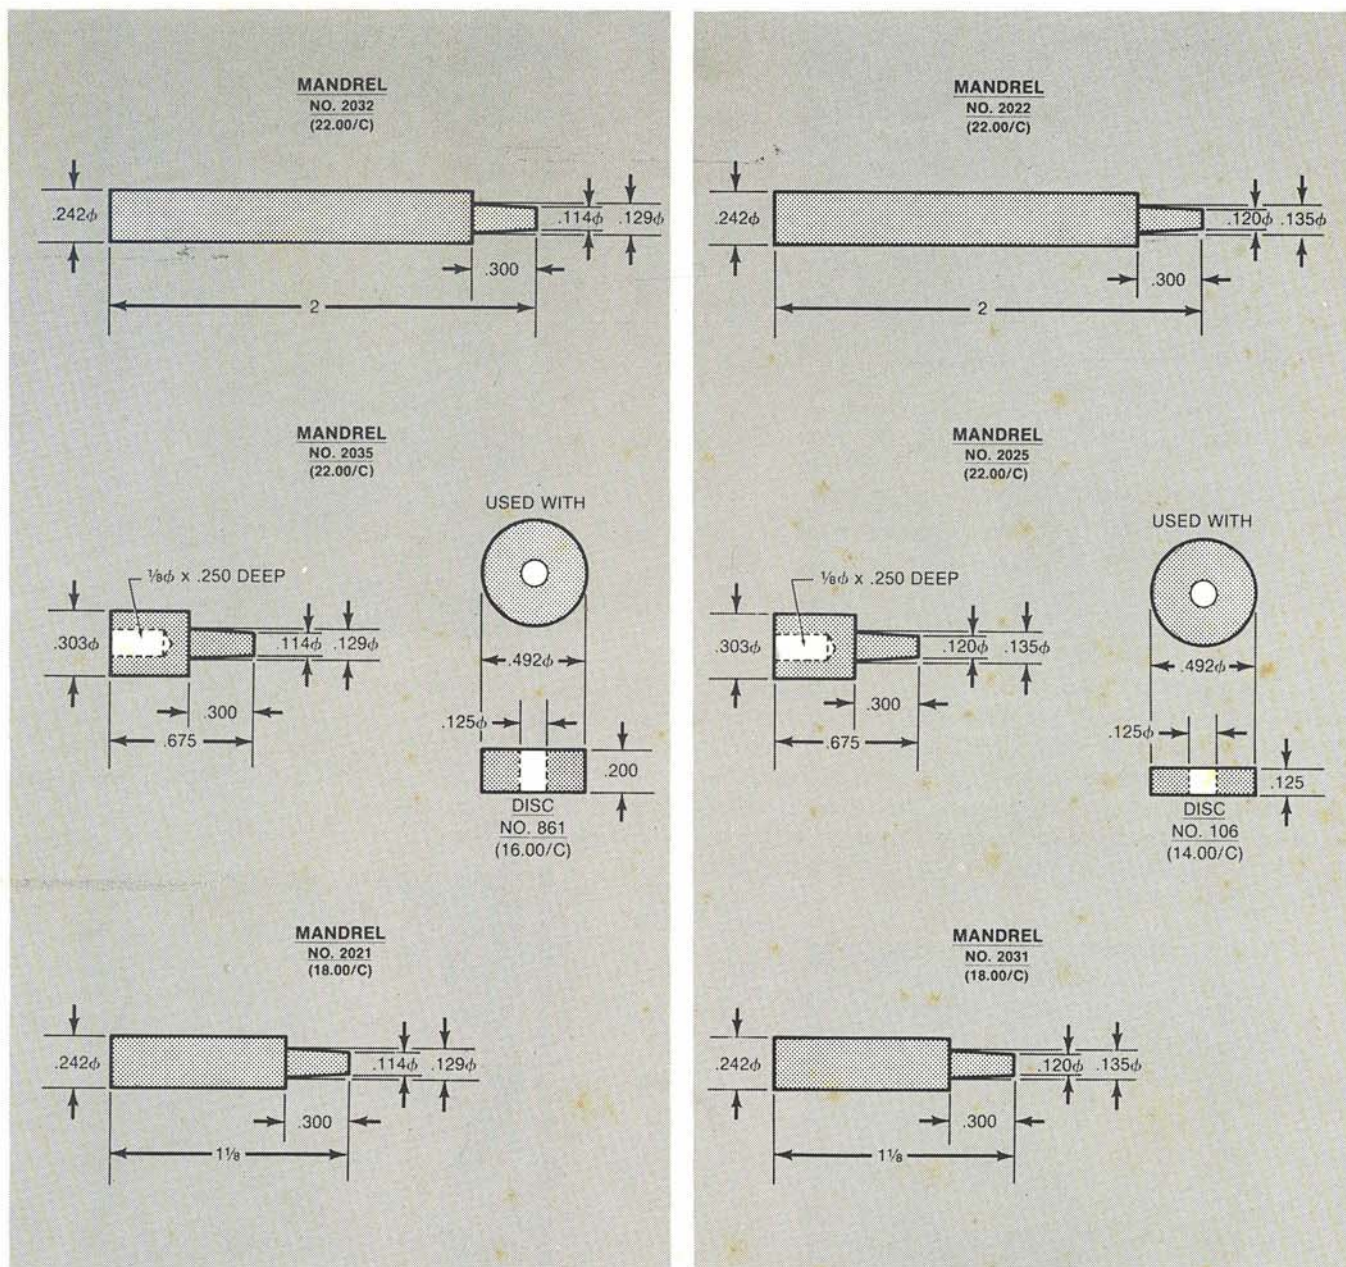 MANDREL
NO. 2032
(22.00/C)
.242ϕ
.114ϕ
.129ϕ
.300
2
MANDREL
NO. 2035
(22.00/C)
USED WITH
⅛ϕ x .250 DEEP
.303ϕ
.114ϕ
.129ϕ
.492ϕ
.300
.675
.125ϕ
.200
DISC
NO. 861
(16.00/C)
MANDREL
NO. 2021
(18.00/C)
.242ϕ
.114ϕ
.129ϕ
.300
1⅛
MANDREL
NO. 2022
(22.00/C)
.242ϕ
.120ϕ
.135ϕ
.300
2
MANDREL
NO. 2025
(22.00/C)
USED WITH
⅛ϕ x .250 DEEP
.303ϕ
.120ϕ
.135ϕ
.492ϕ
.300
.675
.125ϕ
.125
DISC
NO. 106
(14.00/C)
MANDREL
NO. 2031
(18.00/C)
.242ϕ
.120ϕ
.135ϕ
.300
1⅛